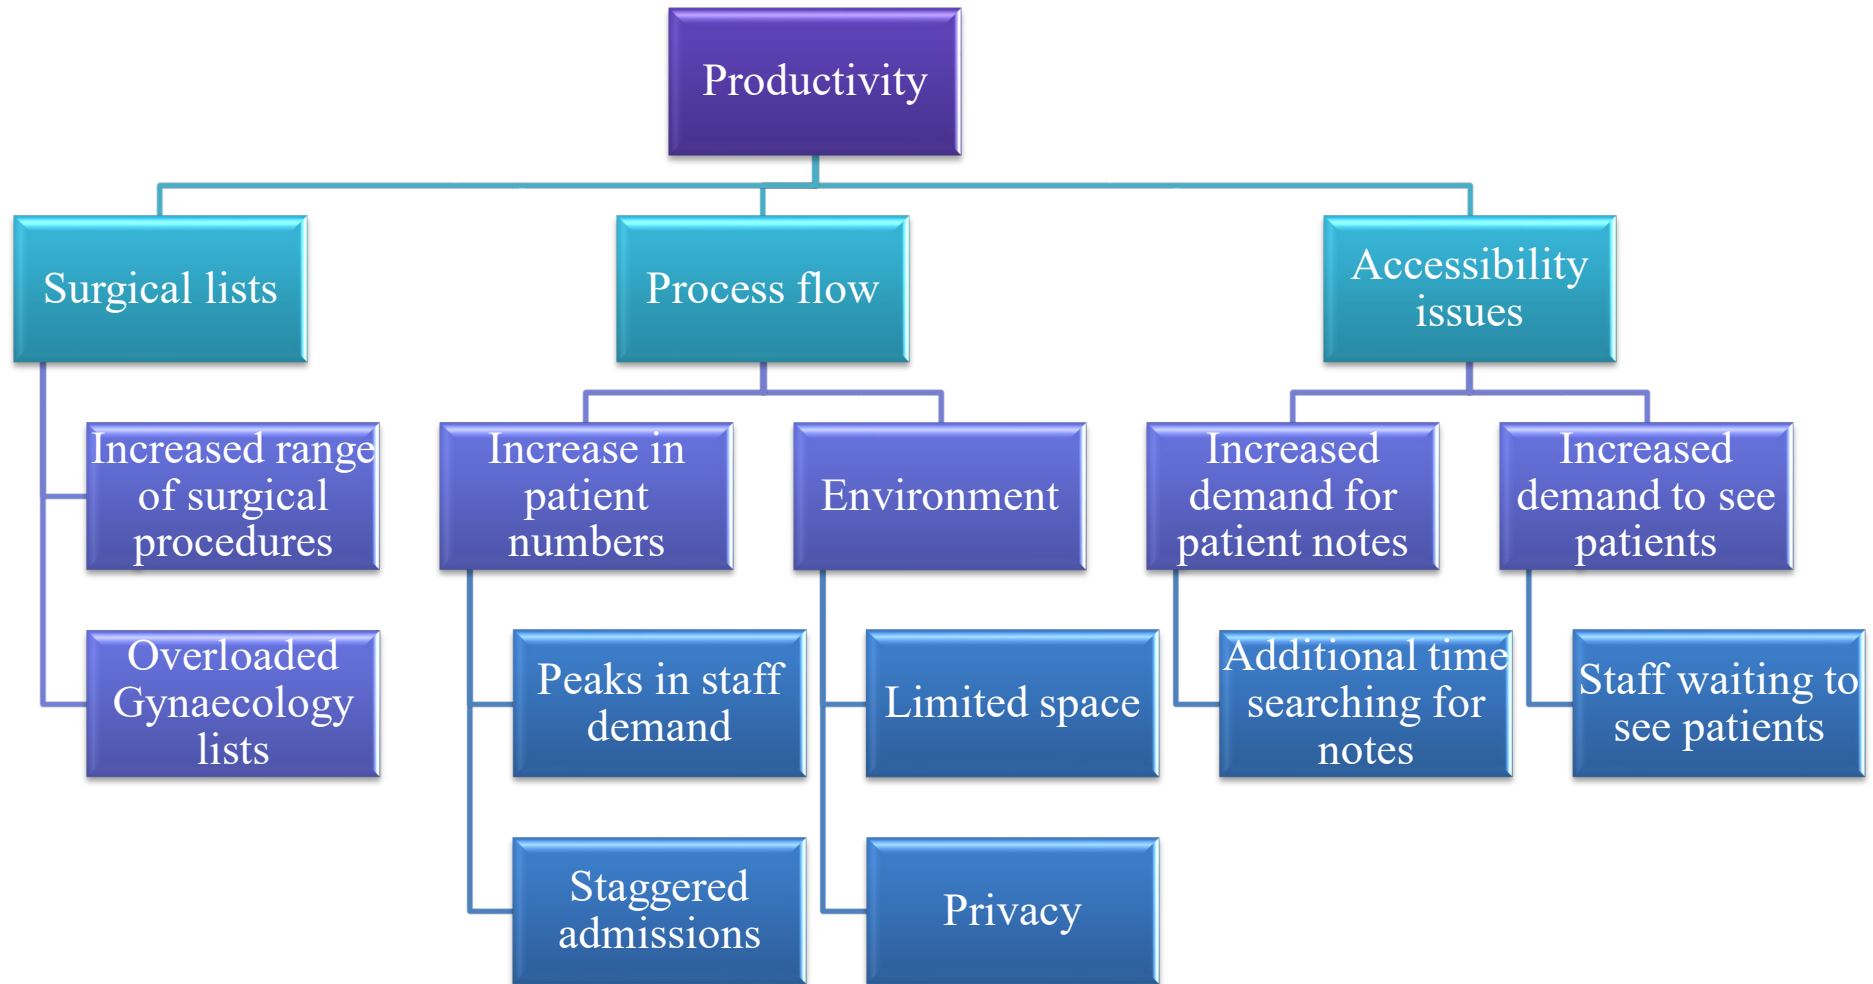 Productivity
Surgical lists
Process flow
Accessibility
issues
Increased range
of surgical
procedures
Increase in
patient
numbers
Environment
Increased
demand for
patient notes
Increased
demand to see
patients
Overloaded
Gynaecology
lists
Peaks in staff
demand
Limited space
Additional time
searching for
notes
Staff waiting to
see patients
Staggered
admissions
Privacy